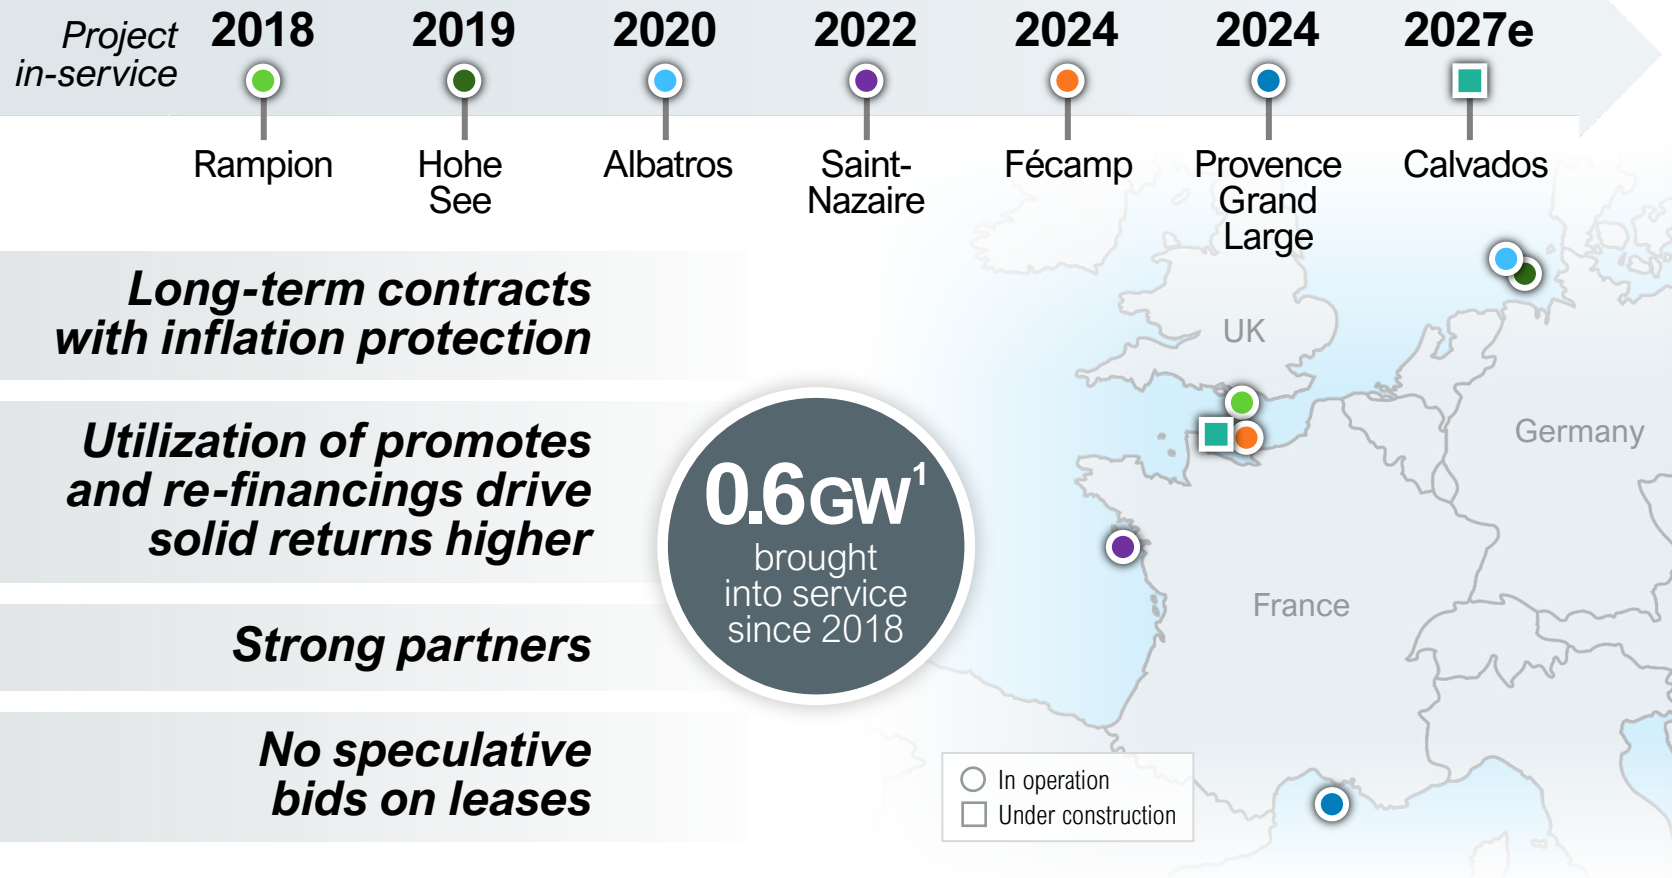 Project
in-service
2018
2019
2020
2022
2024
2024
2027e
Rampion
Hohe
See
Albatros
Saint-
Nazaire
Fécamp
Provence
Grand
Large
Calvados
Long-term contracts
with inflation protection
Utilization of promotes
and re-financings drive
solid returns higher
Strong partners
No speculative
bids on leases
0.6 GW1
brought
into service
since 2018
UK
Germany
France
In operation
Under construction